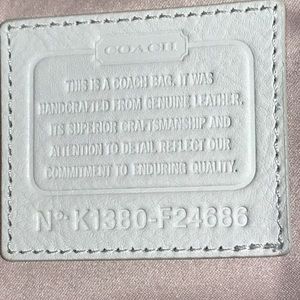 COACH
THIS IS A COACH BAG. IT WAS
HANDCRAFTED FROM GENUINE LEATHER.
ITS SUPERIOR CRAFTSMANSHIP AND
ATTENTION TO DETAIL REFLECT OUR
COMMITMENT TO ENDURING QUALITY.
Nº K1380-F24686